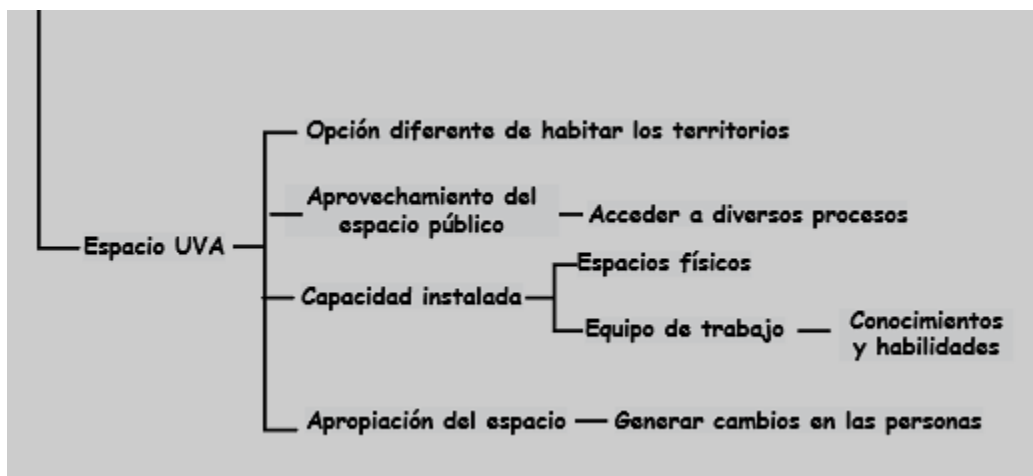 Opción diferente de habitar los territorios
Aprovechamiento del
espacio público
Acceder a diversos procesos
Espacio UVA
Espacios físicos
Capacidad instalada
Equipo de trabajo
Conocimientos
y habilidades
Apropiación del espacio
Generar cambios en las personas